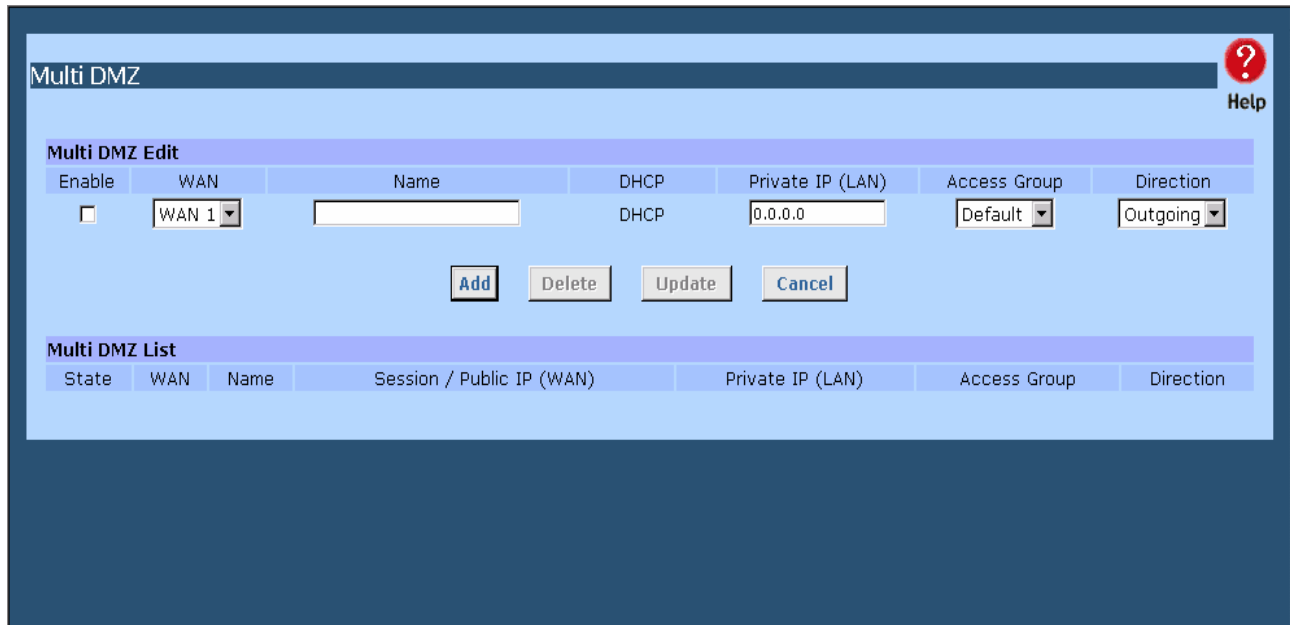 ?
Help
Multi DMZ
Multi DMZ Edit
Enable WAN Name DHCP Private IP (LAN) Access Group Direction
WAN 1 DHCP 0.0.0.0 Default Outgoing
Add Delete Update Cancel
Multi DMZ List
State WAN Name Session / Public IP (WAN) Private IP (LAN) Access Group Direction